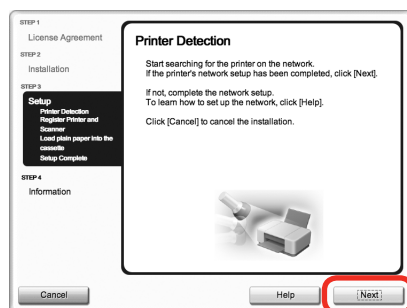 STEP 1
License Agreement
STEP 2
Installation
STEP 3
Setup
Printer Detection
Register Printer and
Scanner
Load plain paper into the
cassette
Setup Complete
STEP 4
Information
Printer Detection
Start searching for the printer on the network.
If the printer's network setup has been completed, click [Next].
If not, complete the network setup.
To learn how to set up the network, click [Help].
Click [Cancel] to cancel the installation.
Cancel
Help
Next